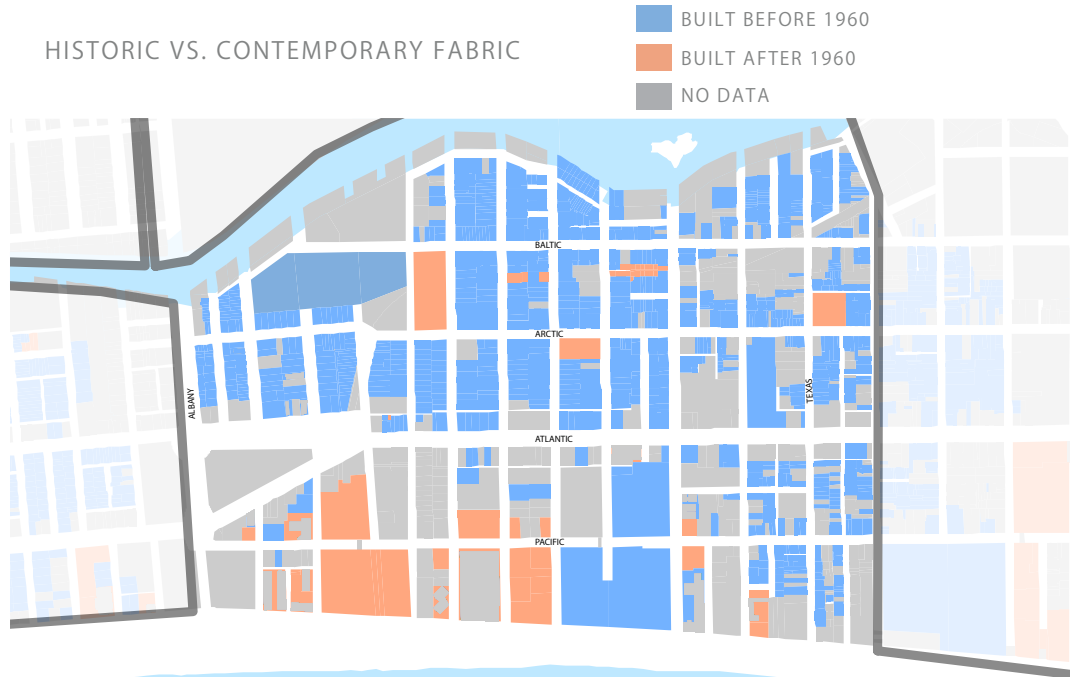 BUILT BEFORE 1960
HISTORIC VS. CONTEMPORARY FABRIC
BUILT AFTER 1960
NO DATA
BALTIC
ARCTIC
ALBANY
TEXAS
ATLANTIC
PACIFIC